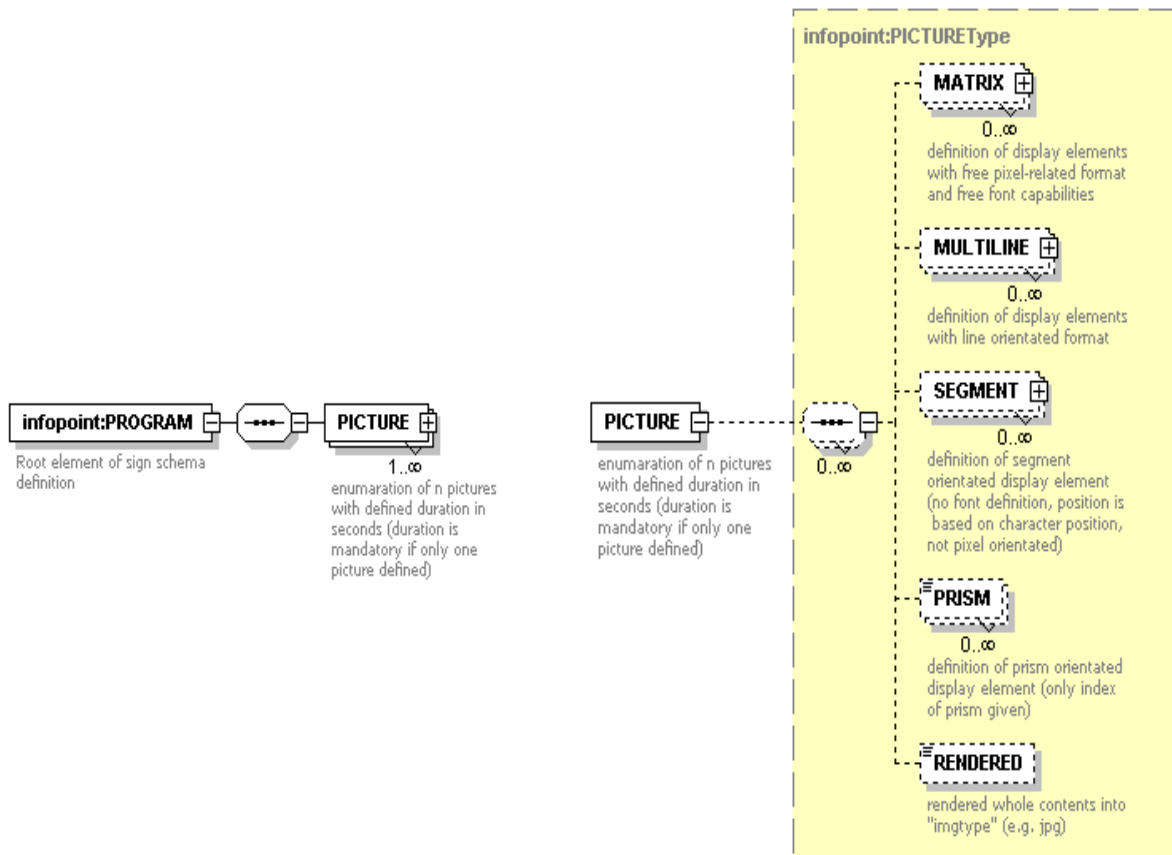 infopoint:PROGRAM
Root element of sign schema
definition
PICTURE
1..∞
enumaration of n pictures
with defined duration in
seconds (duration is
mandatory if only one
picture defined)
PICTURE
enumaration of n pictures
with defined duration in
seconds (duration is
mandatory if only one
picture defined)
0..∞
infopoint:PICTUREType
MATRIX
0..∞
definition of display elements
with free pixel-related format
and free font capabilities
MULTILINE
0..∞
definition of display elements
with line orientated format
SEGMENT
0..∞
definition of segment
orientated display element
(no font definition, position is
based on character position,
not pixel orientated)
PRISM
0..∞
definition of prism orientated
display element (only index
of prism given)
RENDERED
rendered whole contents into
"imgtype" (e.g. jpg)